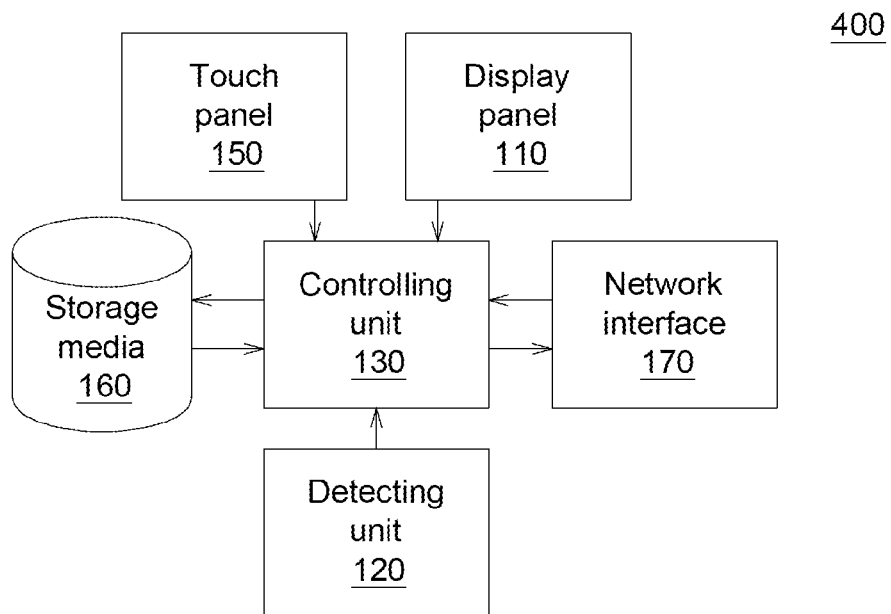 400
Touch
panel
150
Display
panel
110
Storage
media
160
Controlling
unit
130
Network
interface
170
Detecting
unit
120